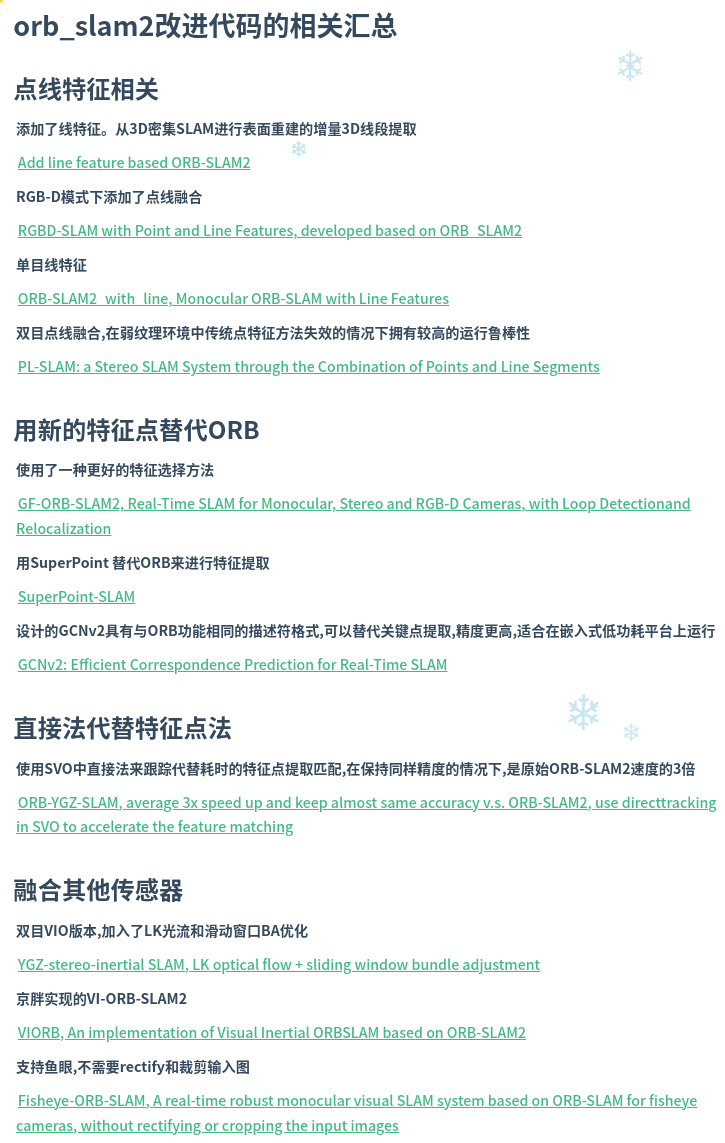 orb_slam2改进代码的相关汇总
点线特征相关
添加了线特征。从3D密集SLAM进行表面重建的增量3D线段提取
Add line feature based ORB-SLAM2
RGB-D模式下添加了点线融合
RGBD-SLAM with Point and Line Features, developed based on ORB_SLAM2
单目线特征
ORB-SLAM2_with_line, Monocular ORB-SLAM with Line Features
双目点线融合,在弱纹理环境中传统点特征方法失效的情况下拥有较高的运行鲁棒性
PL-SLAM: a Stereo SLAM System through the Combination of Points and Line Segments
用新的特征点替代ORB
使用了一种更好的特征选择方法
GF-ORB-SLAM2, Real-Time SLAM for Monocular, Stereo and RGB-D Cameras, with Loop Detectionand
Relocalization
用SuperPoint 替代ORB来进行特征提取
SuperPoint-SLAM
设计的GCNv2具有与ORB功能相同的描述符格式,可以替代关键点提取,精度更高,适合在嵌入式低功耗平台上运行
GCNv2: Efficient Correspondence Prediction for Real-Time SLAM
直接法代替特征点法
使用SVO中直接法来跟踪代替耗时的特征点提取匹配,在保持同样精度的情况下,是原始ORB-SLAM2速度的3倍
ORB-YGZ-SLAM, average 3x speed up and keep almost same accuracy v.s. ORB-SLAM2, use directtracking
in SVO to accelerate the feature matching
融合其他传感器
双目VIO版本,加入了LK光流和滑动窗口BA优化
YGZ-stereo-inertial SLAM, LK optical flow + sliding window bundle adjustment
京胖实现的VI-ORB-SLAM2
VIORB, An implementation of Visual Inertial ORBSLAM based on ORB-SLAM2
支持鱼眼,不需要rectify和裁剪输入图
Fisheye-ORB-SLAM, A real-time robust monocular visual SLAM system based on ORB-SLAM for fisheye
cameras, without rectifying or cropping the input images